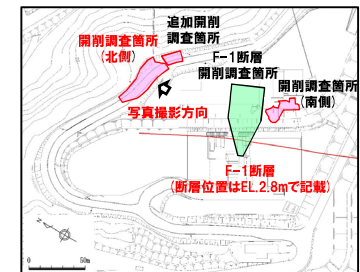 追加開削
調査箇所
開削調査箇所
(北側)
F-1断層
開削調査箇所
開削調査箇所
(南側)
写真撮影方向
F-1断層
(断層位置はEL.2.8mで記載)
N
0
50m